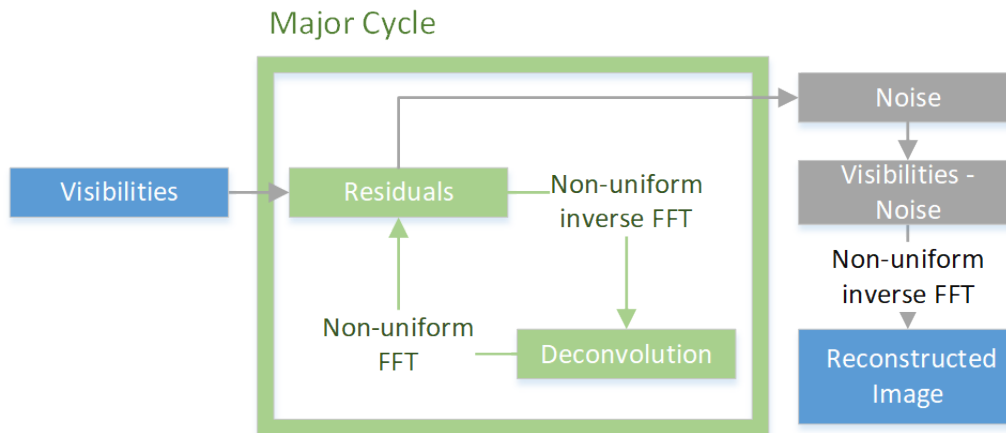 Major Cycle
Noise
Visibilities
Residuals
Non-uniform
inverse FFT
Visibilities -
Noise
Non-uniform
inverse FFT
Non-uniform
FFT
Deconvolution
Reconstructed
Image